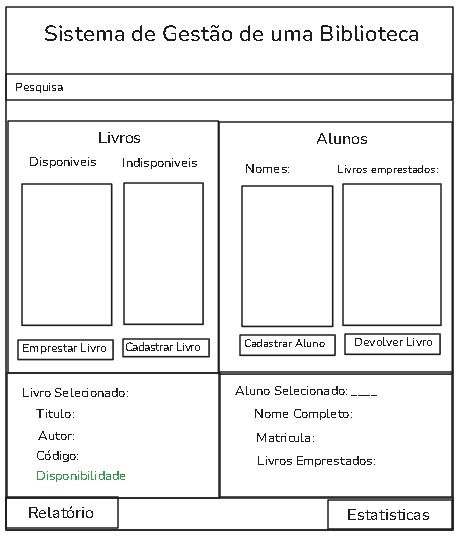 Sistema de Gestão de uma Biblioteca
Pesquisa
Livros
Disponiveis Indisponiveis
Emprestar Livro Cadastrar Livro
Alunos
Nomes: Livros emprestados:
Cadastrar Aluno Devolver Livro
Livro Selecionado:
Titulo:
Autor:
Código:
Disponibilidade
Aluno Selecionado: ____
Nome Completo:
Matricula:
Livros Emprestados:
Relatório Estatisticas